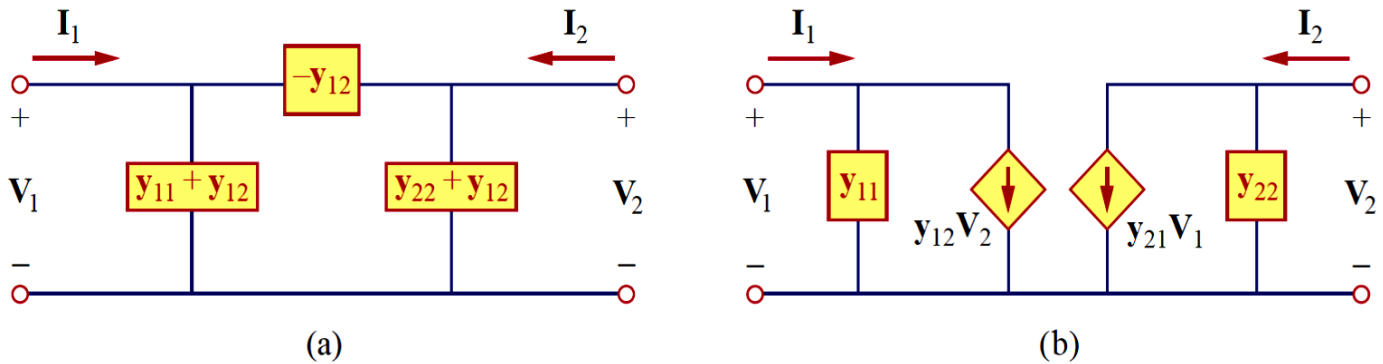 I₁ I₂ I₁ I₂
–y₁₂
+ + + +
V₁ y₁₁ + y₁₂ y₂₂ + y₁₂ V₂ V₁ y₁₁ y₂₂ V₂
y₁₂V₂ y₂₁V₁
– – – –
(a) (b)